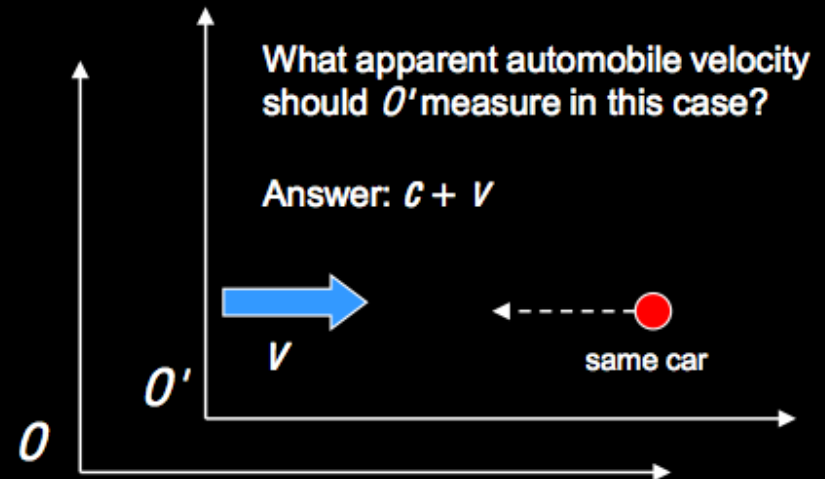 What apparent automobile velocity
should O' measure in this case?
Answer: C + V
V
same car
O'
O